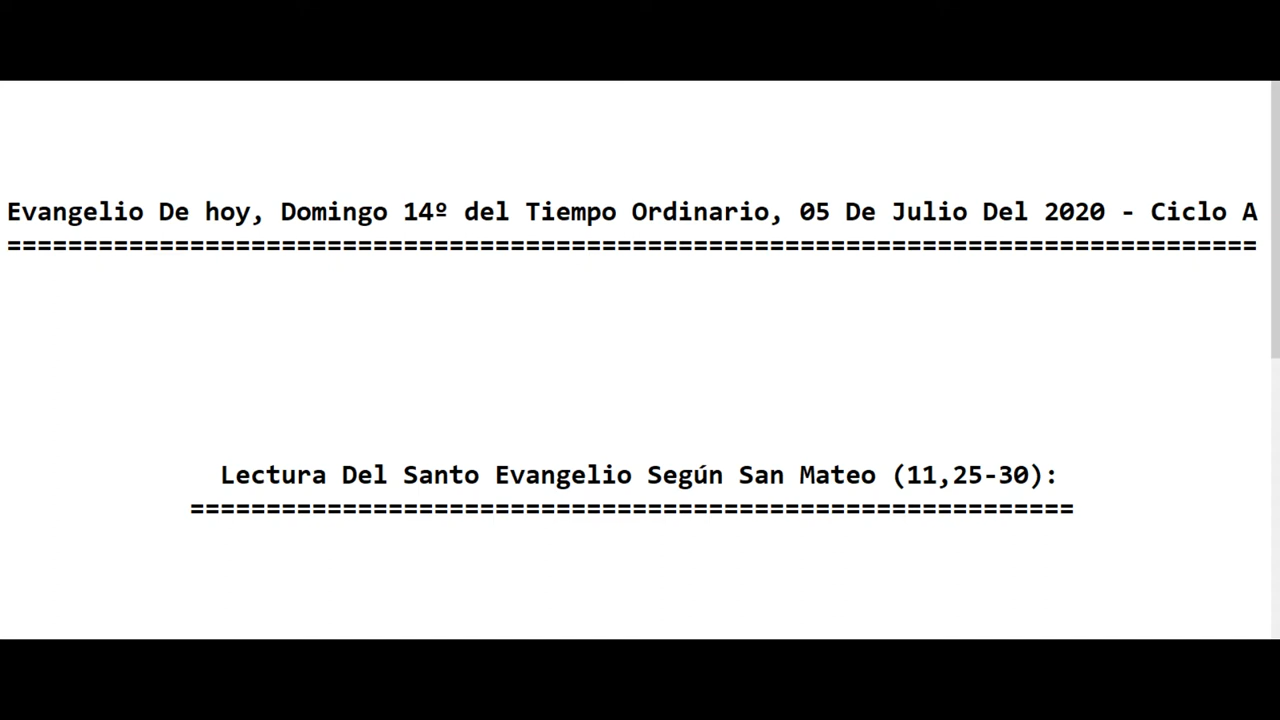 Evangelio De hoy, Domingo 14º del Tiempo Ordinario, 05 De Julio Del 2020 - Ciclo A
==================================================================================
Lectura Del Santo Evangelio Según San Mateo (11,25-30):
==========================================================